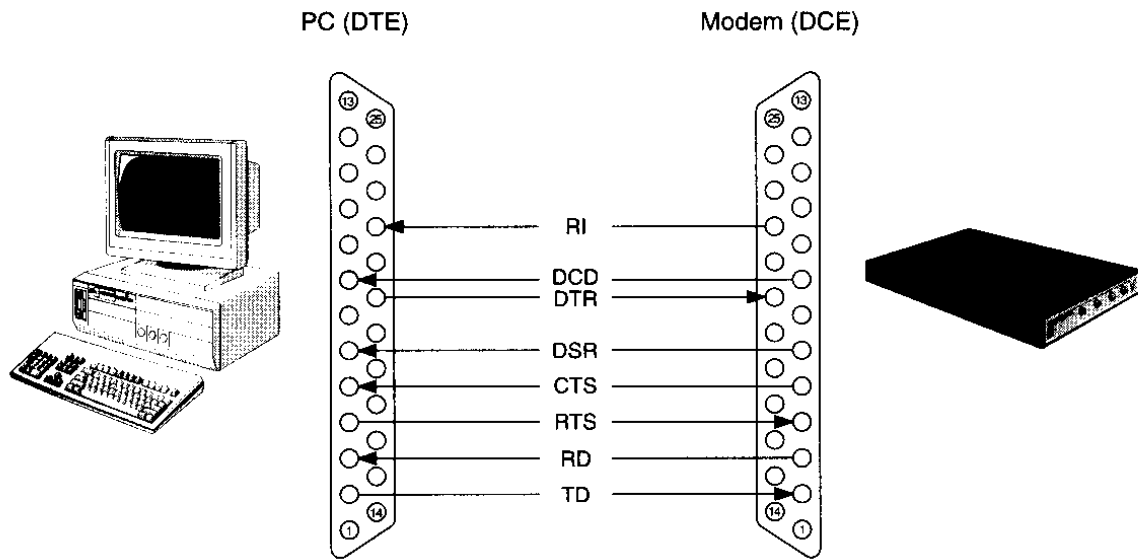 PC (DTE)
Modem (DCE)
13
25
25
13
RI
DCD
DTR
DSR
CTS
RTS
RD
TD
14
1
14
1